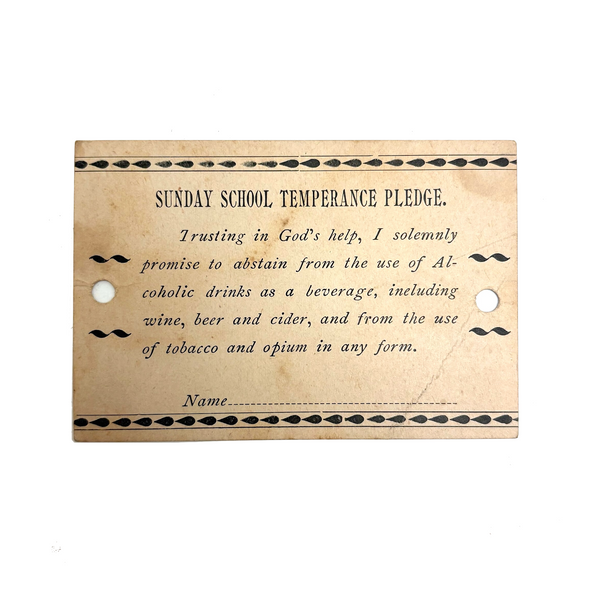 SUNDAY SCHOOL TEMPERANCE PLEDGE.
Trusting in God's help, I solemnly
promise to abstain from the use of Al-
coholic drinks as a beverage, including
wine, beer and cider, and from the use
of tobacco and opium in any form.
Name